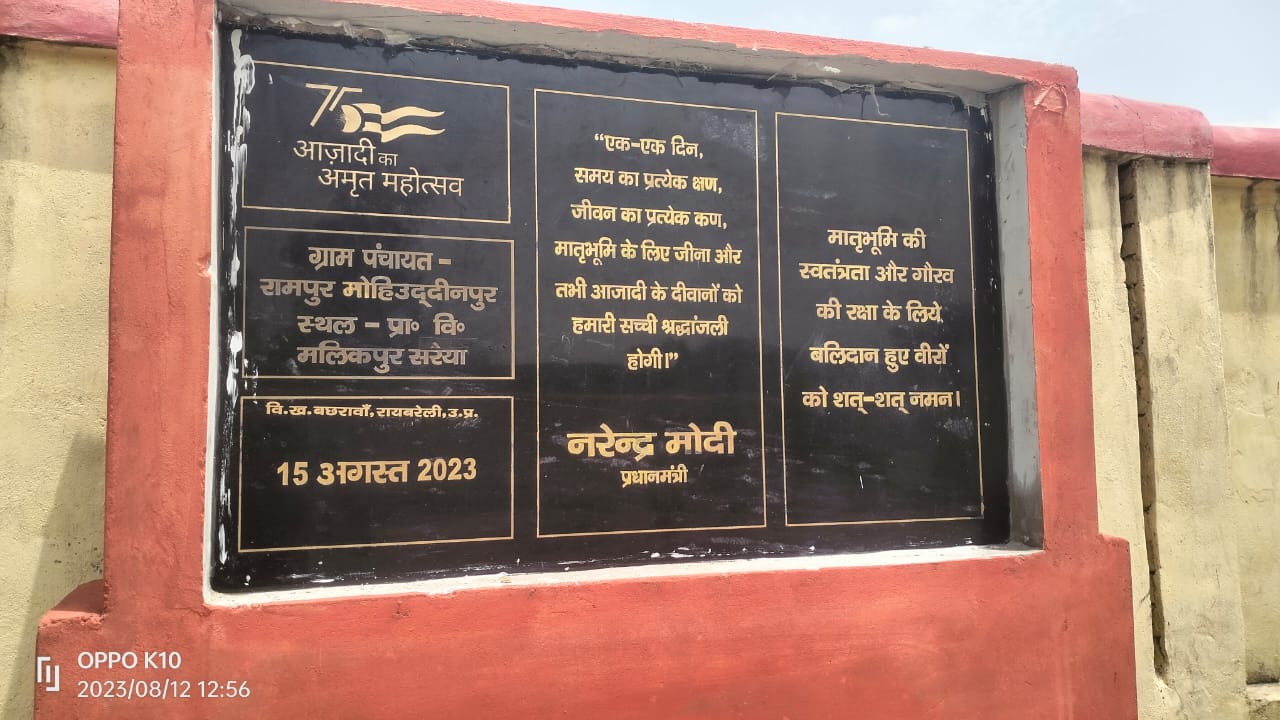 75
आज़ादी का
अमृत महोत्सव
ग्राम पंचायत -
रामपुर मोहिउद्दीनपुर
स्थल - प्रा॰ वि॰
मलिकपुर सरैया
वि.ख.बछरावाँ, रायबरेली, उ.प्र.
15 अगस्त 2023
“एक-एक दिन,
समय का प्रत्येक क्षण,
जीवन का प्रत्येक कण,
मातृभूमि के लिए जीना और
तभी आजादी के दीवानों को
हमारी सच्ची श्रद्धांजली
होगी।”
नरेन्द्र मोदी
प्रधानमंत्री
मातृभूमि की
स्वतंत्रता और गौरव
की रक्षा के लिये
बलिदान हुए वीरों
को शत्-शत् नमन।
OPPO K10
2023/08/12 12:56